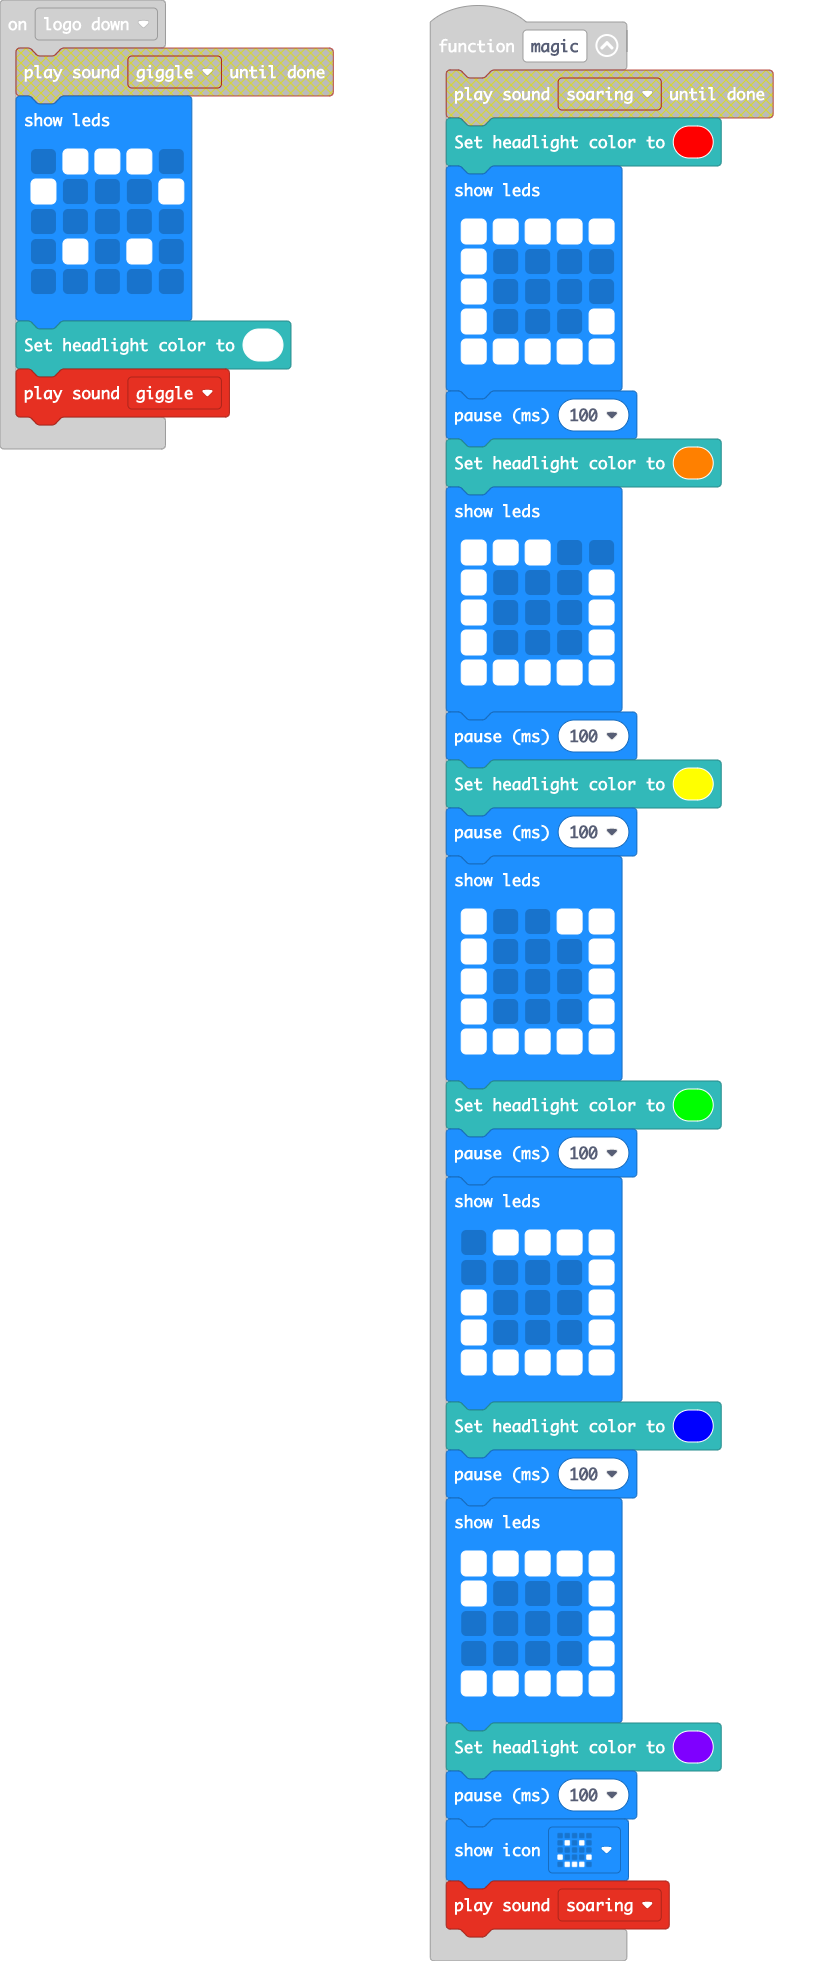 on logo down
play sound giggle until done
show leds
Set headlight color to
play sound giggle
function magic
play sound soaring until done
Set headlight color to
show leds
pause (ms) 100
Set headlight color to
show leds
pause (ms) 100
Set headlight color to
pause (ms) 100
show leds
Set headlight color to
pause (ms) 100
show leds
Set headlight color to
pause (ms) 100
show leds
Set headlight color to
pause (ms) 100
show icon
play sound soaring